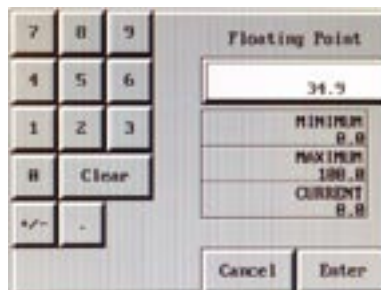 7 8 9
Floating Point
4 5 6
34.9
1 2 3
MINIMUM
0.0
MAXIMUM
100.0
0 Clear
CURRENT
0.0
+/- .
Cancel Enter